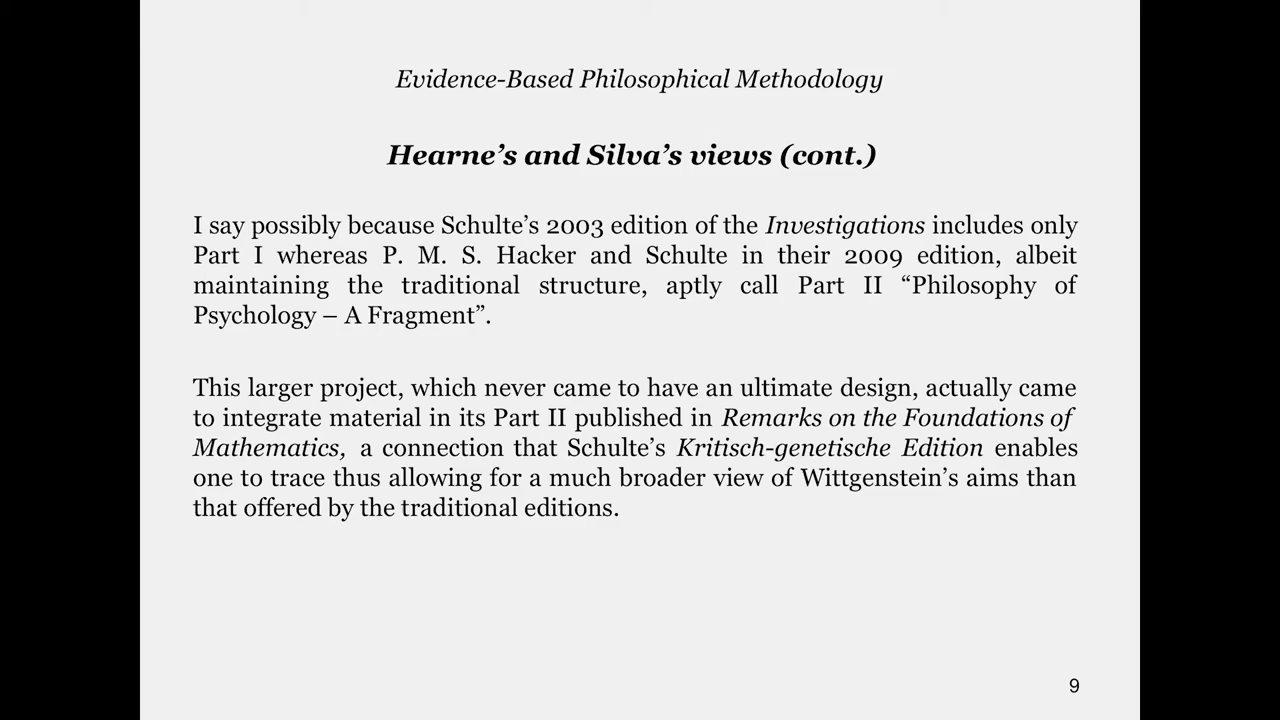 Evidence-Based Philosophical Methodology
Hearne’s and Silva’s views (cont.)
I say possibly because Schulte’s 2003 edition of the Investigations includes only
Part I whereas P. M. S. Hacker and Schulte in their 2009 edition, albeit
maintaining the traditional structure, aptly call Part II “Philosophy of
Psychology – A Fragment”.
This larger project, which never came to have an ultimate design, actually came
to integrate material in its Part II published in Remarks on the Foundations of
Mathematics, a connection that Schulte’s Kritisch-genetische Edition enables
one to trace thus allowing for a much broader view of Wittgenstein’s aims than
that offered by the traditional editions.
9